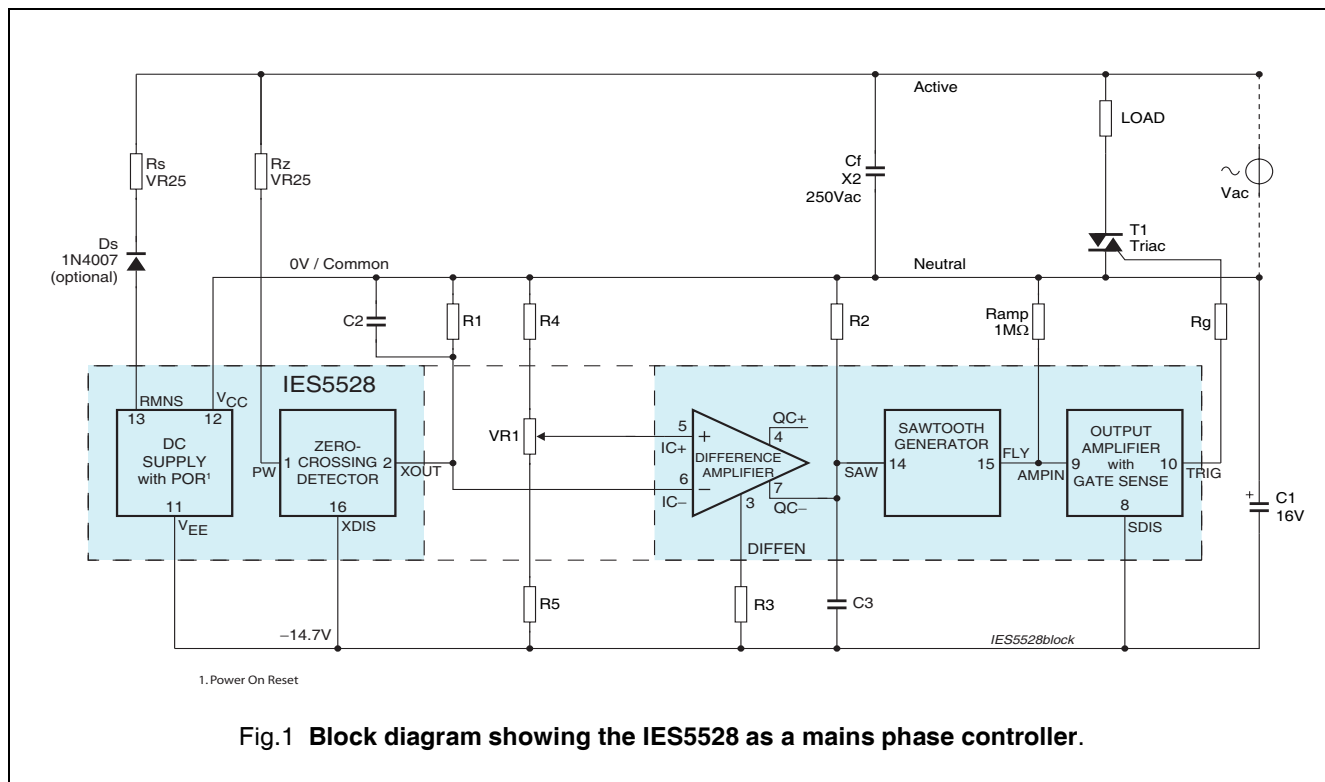 Active
LOAD
Rs
VR25
Rz
VR25
Cf
X2
250Vac
~
Vac
Ds
1N4007
(optional)
T1
Triac
0V / Common
Neutral
C2
R1
R4
R2
Ramp
1MΩ
Rg
IES5528
RMNS
VCC
13
12
DC
SUPPLY
with POR1
11
VEE
PW
1
ZERO-
CROSSING
DETECTOR
2
XOUT
16
XDIS
VR1
5
IC+
6
IC−
+
−
DIFFERENCE
AMPLIFIER
QC+
4
7
QC−
3
DIFFEN
SAW
14
SAWTOOTH
GENERATOR
15
FLY
AMPIN
9
OUTPUT
AMPLIFIER
with
GATE SENSE
10
TRIG
8
SDIS
+
C1
16V
R5
R3
C3
−14.7V
IES5528block
1. Power On Reset
Fig.1 Block diagram showing the IES5528 as a mains phase controller.